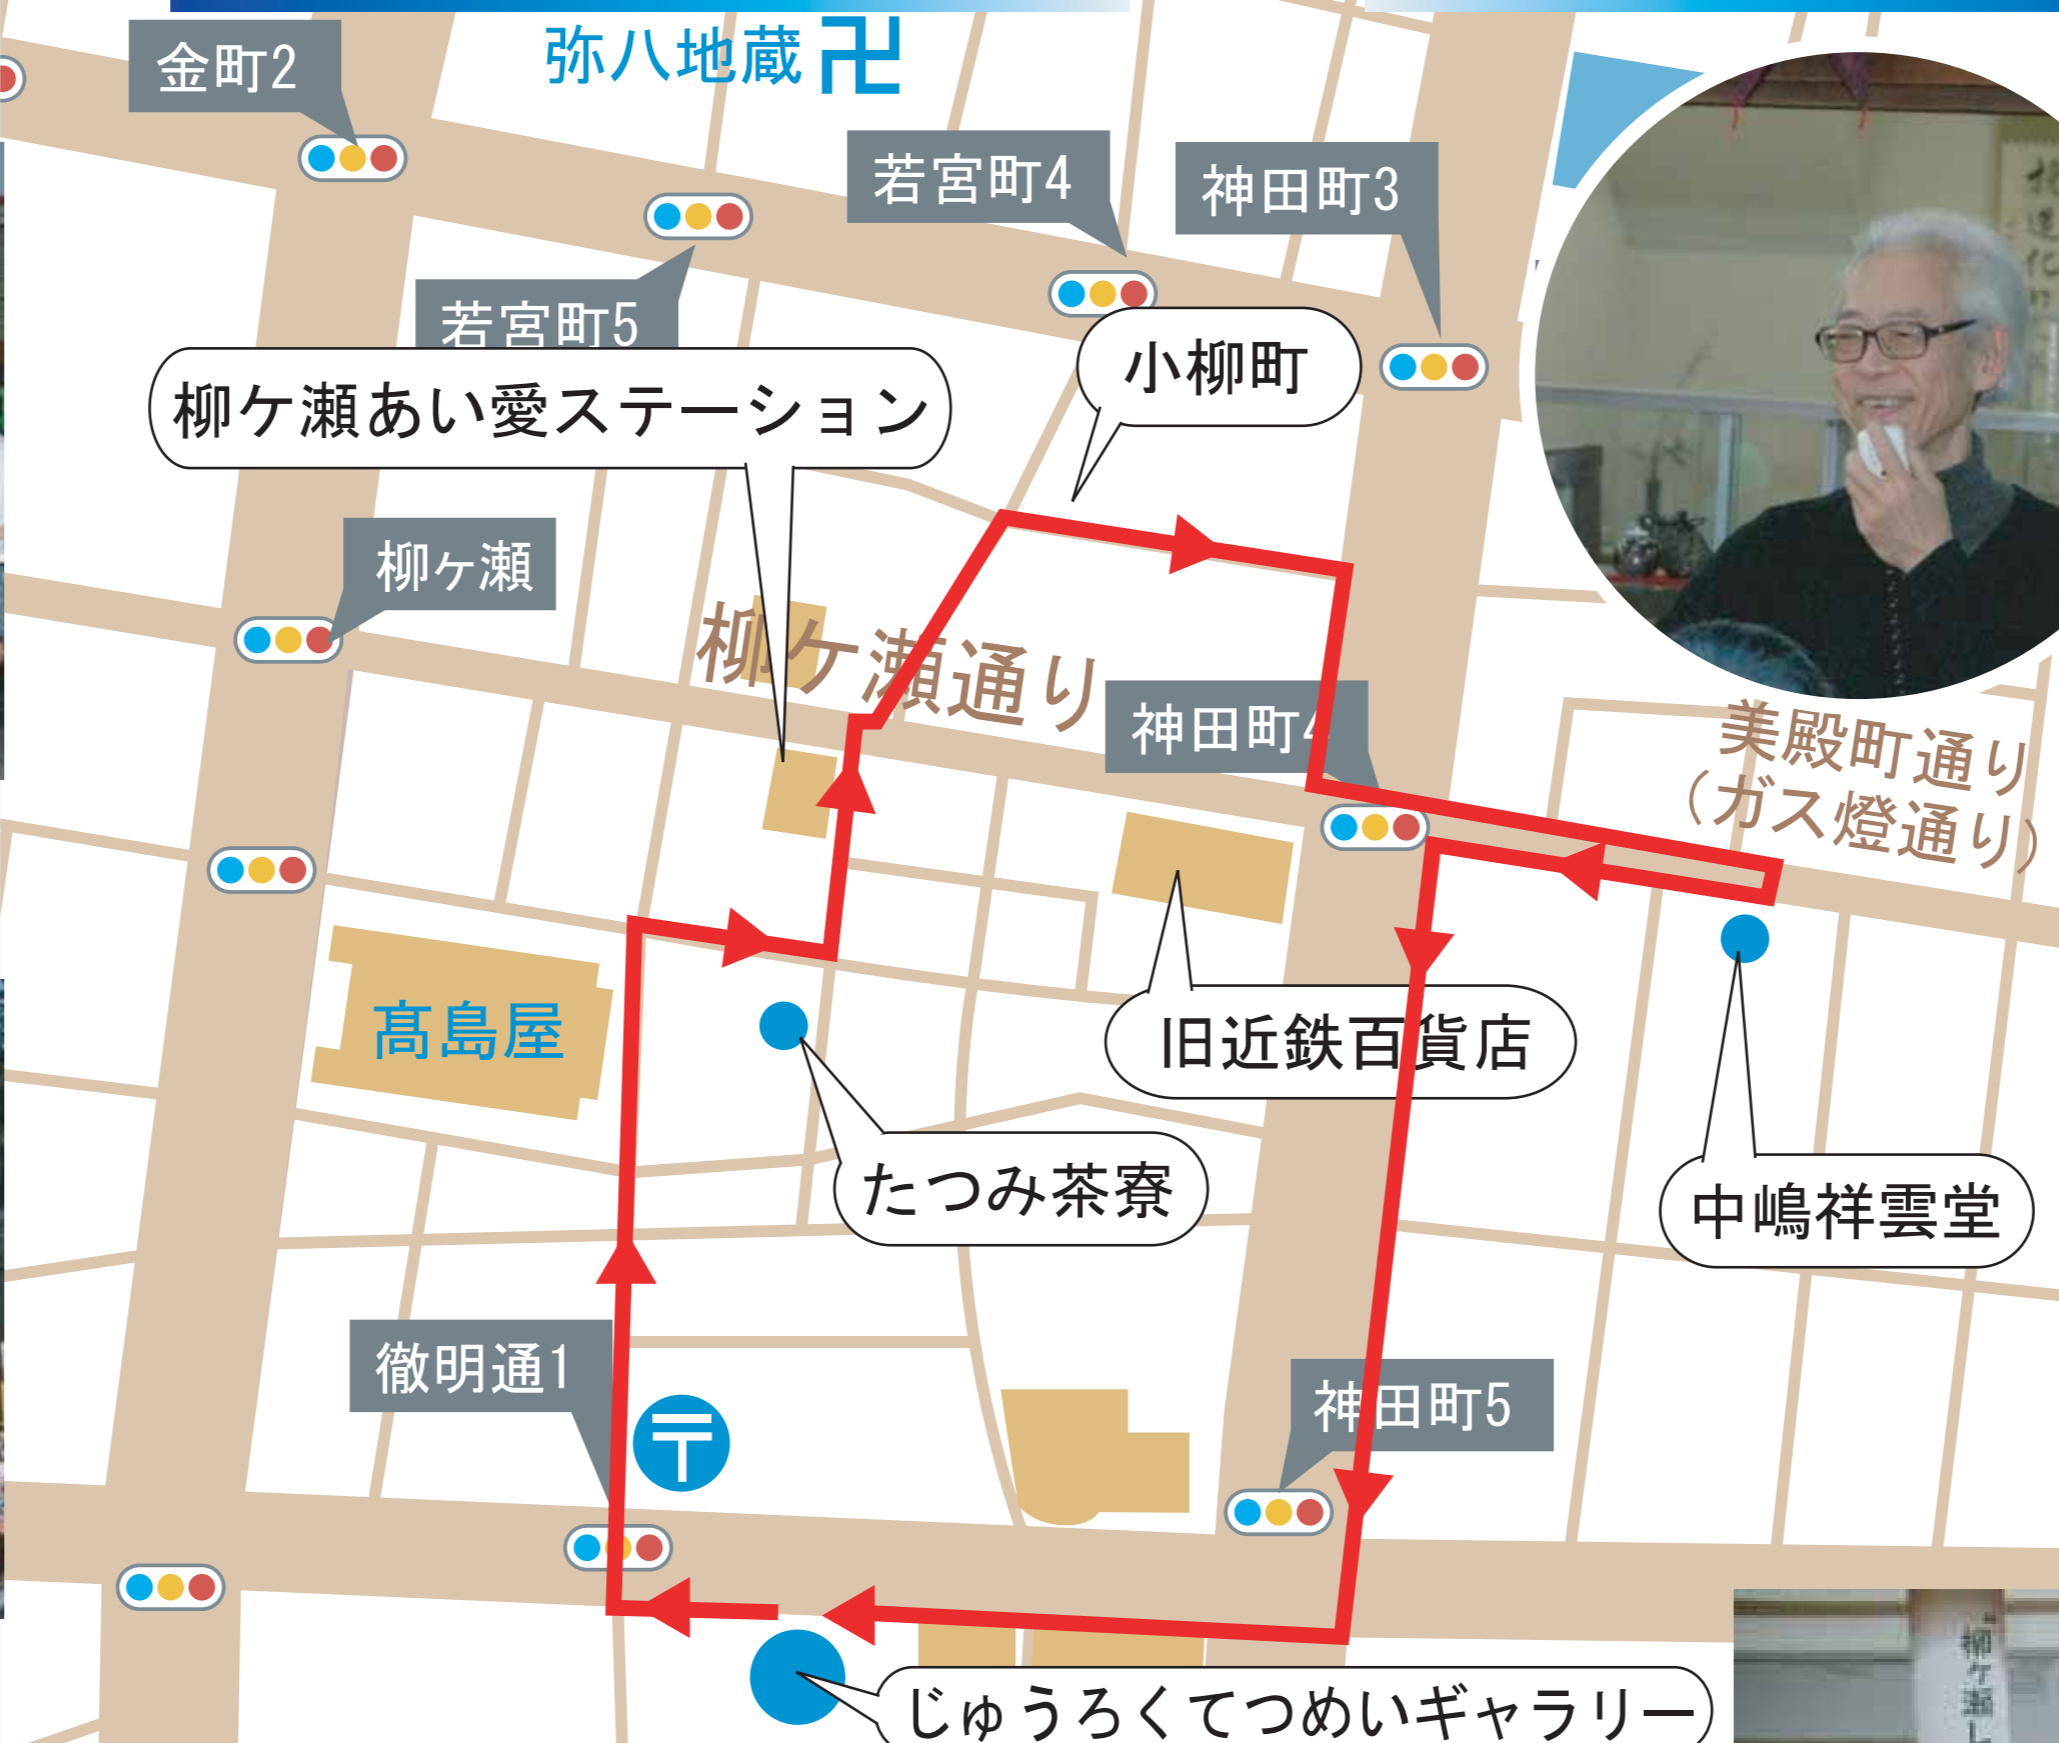 弥八地蔵卍
金町2
若宮町4
神田町3
若宮町5
小柳町
柳ケ瀬あい愛ステーション
柳ヶ瀬
柳ケ瀬通り
神田町4
美殿町通り
(ガス燈通り)
髙島屋
旧近鉄百貨店
たつみ茶寮
中嶋祥雲堂
徹明通1
〒
神田町5
じゅうろくてつめいギャラリー